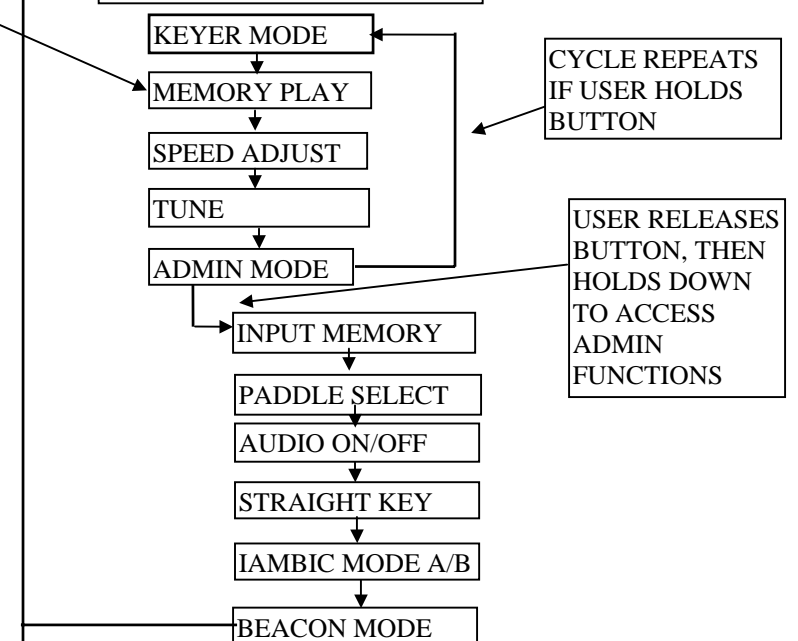 KEYER MODE
MEMORY PLAY
SPEED ADJUST
TUNE
ADMIN MODE
CYCLE REPEATS
IF USER HOLDS
BUTTON
USER RELEASES
BUTTON, THEN
HOLDS DOWN
TO ACCESS
ADMIN
FUNCTIONS
INPUT MEMORY
PADDLE SELECT
AUDIO ON/OFF
STRAIGHT KEY
IAMBIC MODE A/B
BEACON MODE